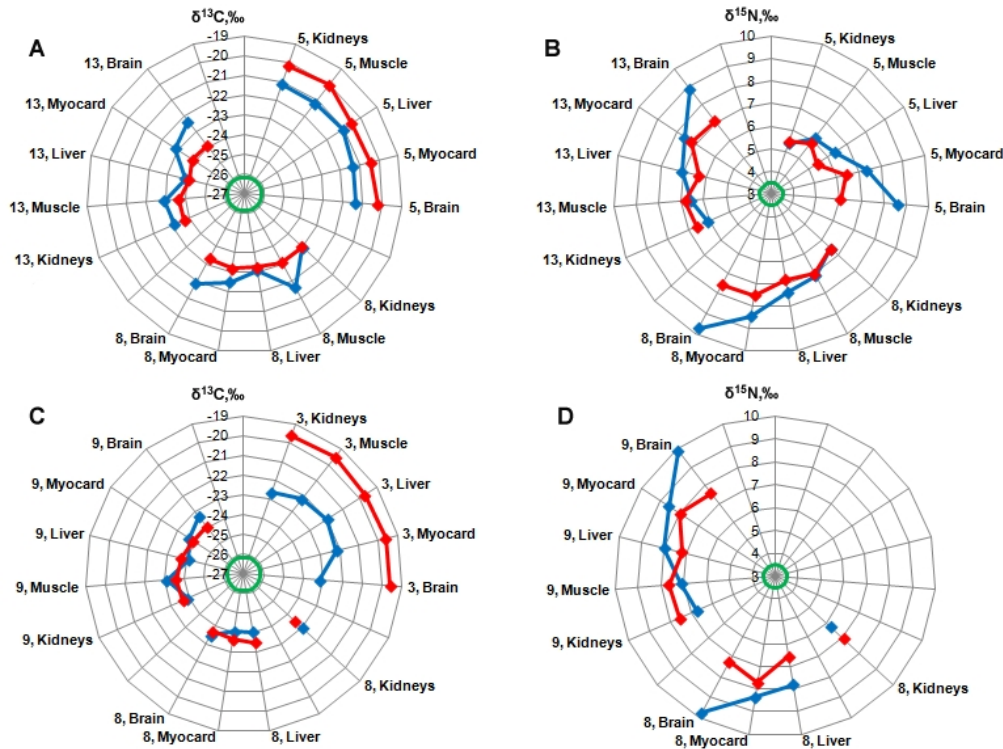 A
δ¹³C,‰
-19
-20
-21
-22
-23
-24
-25
-26
-27
5, Kidneys
5, Muscle
5, Liver
5, Myocard
5, Brain
8, Kidneys
8, Muscle
8, Liver
8, Myocard
8, Brain
13, Kidneys
13, Muscle
13, Liver
13, Myocard
13, Brain
B
δ¹⁵N,‰
10
9
8
7
6
5
4
3
5, Kidneys
5, Muscle
5, Liver
5, Myocard
5, Brain
8, Kidneys
8, Muscle
8, Liver
8, Myocard
8, Brain
13, Kidneys
13, Muscle
13, Liver
13, Myocard
13, Brain
C
δ¹³C,‰
-19
-20
-21
-22
-23
-24
-25
-26
-27
3, Kidneys
3, Muscle
3, Liver
3, Myocard
3, Brain
8, Kidneys
8, Liver
8, Myocard
8, Brain
9, Kidneys
9, Muscle
9, Liver
9, Myocard
9, Brain
D
δ¹⁵N,‰
10
9
8
7
6
5
4
3
8, Kidneys
8, Liver
8, Myocard
8, Brain
9, Kidneys
9, Muscle
9, Liver
9, Myocard
9, Brain